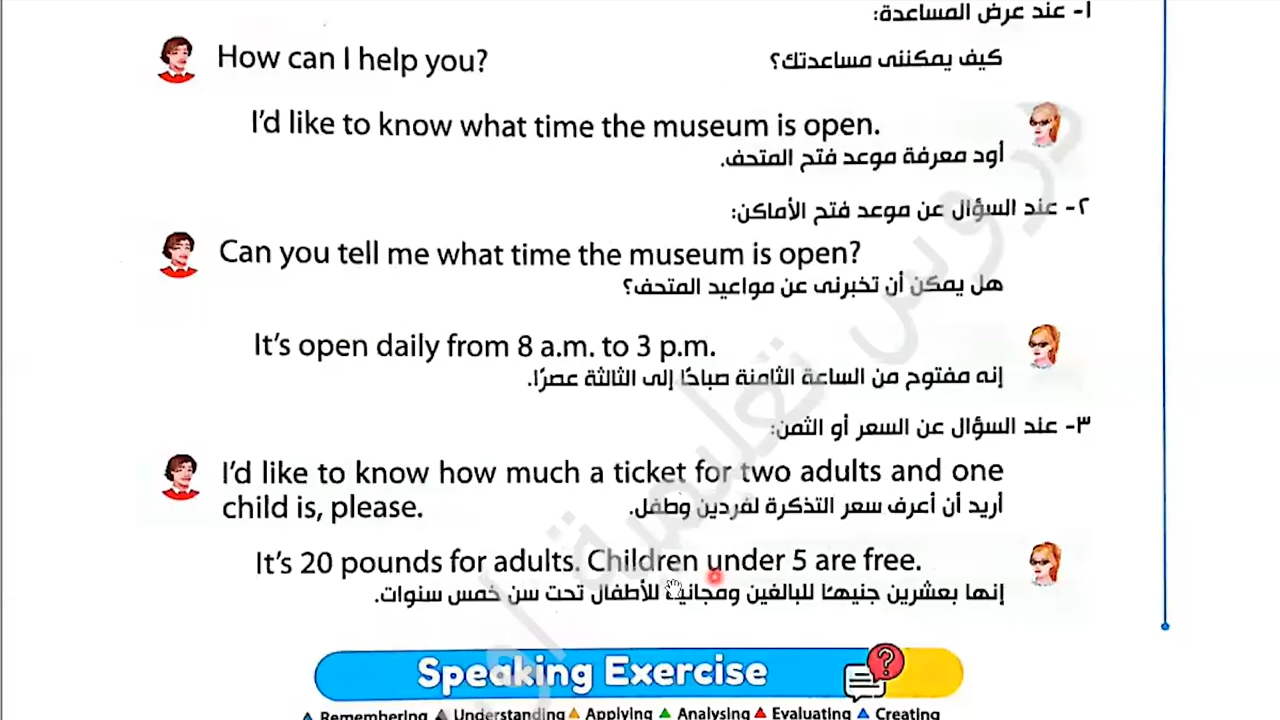 ١- عند عرض المساعدة:
How can I help you?
كيف يمكننى مساعدتك؟
I'd like to know what time the museum is open.
أود معرفة موعد فتح المتحف.
٢- عند السؤال عن موعد فتح الأماكن:
Can you tell me what time the museum is open?
هل يمكن أن تخبرنى عن مواعيد المتحف؟
It's open daily from 8 a.m. to 3 p.m.
إنه مفتوح من الساعة الثامنة صباحًا إلى الثالثة عصرًا.
٣- عند السؤال عن السعر أو الثمن:
I'd like to know how much a ticket for two adults and one
child is, please.
أريد أن أعرف سعر التذكرة لفردين وطفل.
It's 20 pounds for adults. Children under 5 are free.
إنها بعشرين جنيهًا للبالغين ومجانية للأطفال تحت سن خمس سنوات.
Speaking Exercise
Remembering Understanding Applying Analysing Evaluating Creating
دروس تعليمية